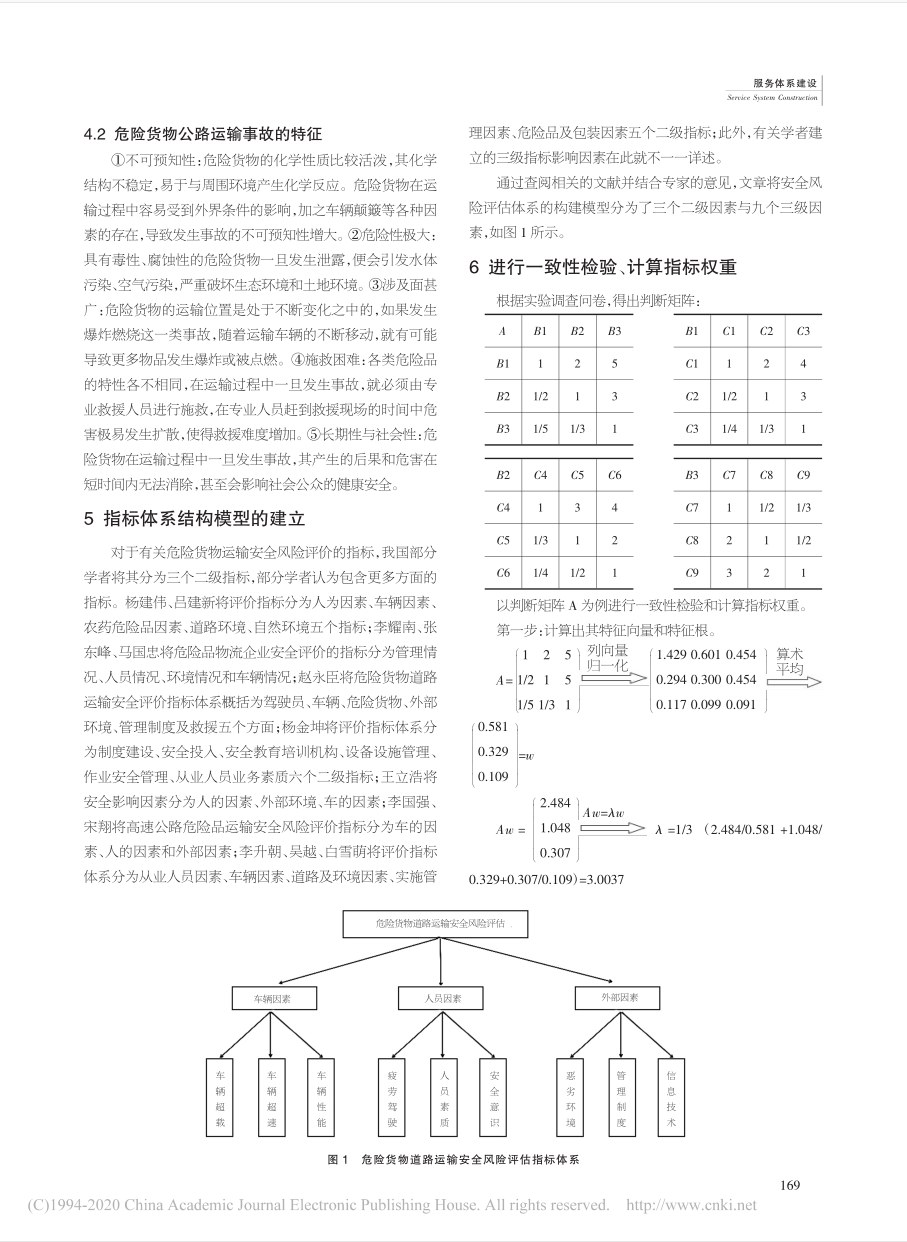 服务体系建设
Service System Construction
4.2 危险货物公路运输事故的特征
①不可预知性:危险货物的化学性质比较活泼,其化学
结构不稳定,易于与周围环境产生化学反应。危险货物在运
输过程中容易受到外界条件的影响,加之车辆颠簸等各种因
素的存在,导致发生事故的不可预知性增大。②危险性极大:
具有毒性、腐蚀性的危险货物一旦发生泄露,便会引发水体
污染、空气污染,严重破坏生态环境和土地环境。③涉及面甚
广:危险货物的运输位置是处于不断变化之中的,如果发生
爆炸燃烧这一类事故,随着运输车辆的不断移动,就有可能
导致更多物品发生爆炸或被点燃。④施救困难:各类危险品
的特性各不相同,在运输过程中一旦发生事故,就必须由专
业救援人员进行施救,在专业人员赶到救援现场的时间中危
害极易发生扩散,使得救援难度增加。⑤长期性与社会性:危
险货物在运输过程中一旦发生事故,其产生的后果和危害在
短时间内无法消除,甚至会影响社会公众的健康安全。
5 指标体系结构模型的建立
对于有关危险货物运输安全风险评价的指标,我国部分
学者将其分为三个二级指标,部分学者认为包含更多方面的
指标。杨建伟、吕建新将评价指标分为人为因素、车辆因素、
农药危险品因素、道路环境、自然环境五个指标;李耀南、张
东峰、马国忠将危险品物流企业安全评价的指标分为管理情
况、人员情况、环境情况和车辆情况;赵永臣将危险货物道路
运输安全评价指标体系概括为驾驶员、车辆、危险货物、外部
环境、管理制度及救援五个方面;杨金坤将评价指标体系分
为制度建设、安全投入、安全教育培训机构、设备设施管理、
作业安全管理、从业人员业务素质六个二级指标;王立浩将
安全影响因素分为人的因素、外部环境、车的因素;李国强、
宋翔将高速公路危险品运输安全风险评价指标分为车的因
素、人的因素和外部因素;李升朝、吴越、白雪萌将评价指标
体系分为从业人员因素、车辆因素、道路及环境因素、实施管
理因素、危险品及包装因素五个二级指标;此外,有关学者建
立的三级指标影响因素在此就不一一详述。
通过查阅相关的文献并结合专家的意见,文章将安全风
险评估体系的构建模型分为了三个二级因素与九个三级因
素,如图 1 所示。
6 进行一致性检验、计算指标权重
根据实验调查问卷,得出判断矩阵:
A B1 B2 B3
B1 1 2 5
B2 1/2 1 3
B3 1/5 1/3 1
B1 C1 C2 C3
C1 1 2 4
C2 1/2 1 3
C3 1/4 1/3 1
B2 C4 C5 C6
C4 1 3 4
C5 1/3 1 2
C6 1/4 1/2 1
B3 C7 C8 C9
C7 1 1/2 1/3
C8 2 1 1/2
C9 3 2 1
以判断矩阵 A 为例进行一致性检验和计算指标权重。
第一步:计算出其特征向量和特征根。
1 2 5 列向量 1.429 0.601 0.454 算术
A= 1/2 1 5 归一化 0.294 0.300 0.454 平均
1/5 1/3 1 0.117 0.099 0.091
0.581
0.329 =w
0.109
2.484 Aw=λw
Aw = 1.048 λ =1/3 （2.484/0.581 +1.048/
0.307
0.329+0.307/0.109）=3.0037
危险货物道路运输安全风险评估
车辆因素 人员因素 外部因素
车辆超载
车辆超速
车辆性能
疲劳驾驶
人员素质
安全意识
恶劣环境
管理制度
信息技术
图 1 危险货物道路运输安全风险评估指标体系
169
(C)1994-2020 China Academic Journal Electronic Publishing House. All rights reserved. http://www.cnki.net